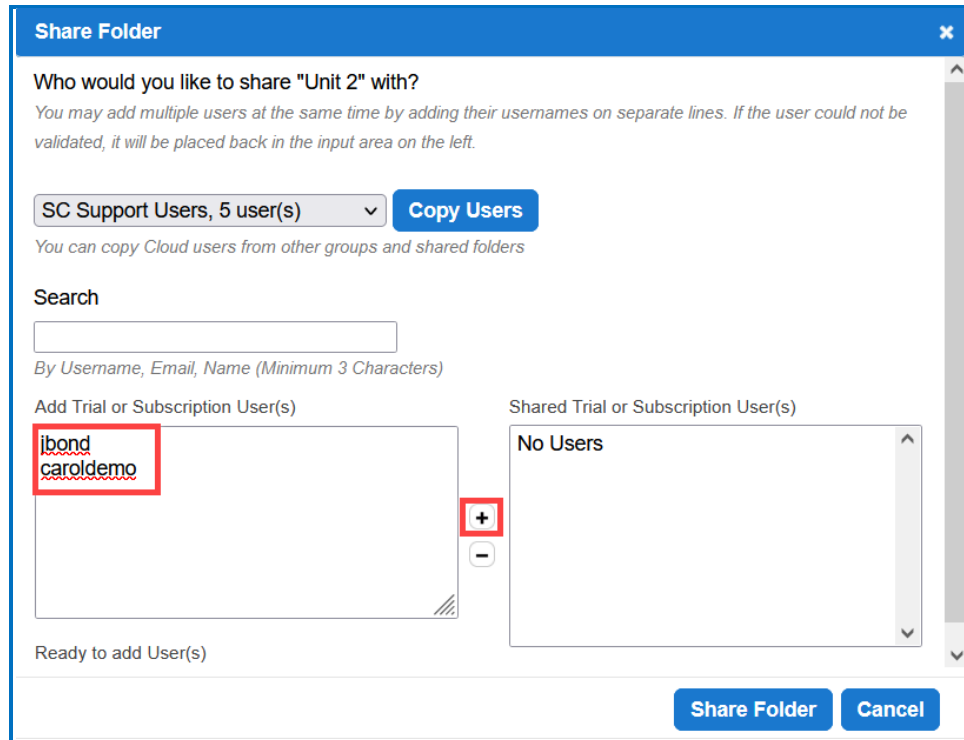 Share Folder
Who would you like to share "Unit 2" with?
You may add multiple users at the same time by adding their usernames on separate lines. If the user could not be
validated, it will be placed back in the input area on the left.
SC Support Users, 5 user(s)
Copy Users
You can copy Cloud users from other groups and shared folders
Search
By Username, Email, Name (Minimum 3 Characters)
Add Trial or Subscription User(s)
Shared Trial or Subscription User(s)
jbond
caroldemo
No Users
Ready to add User(s)
Share Folder
Cancel